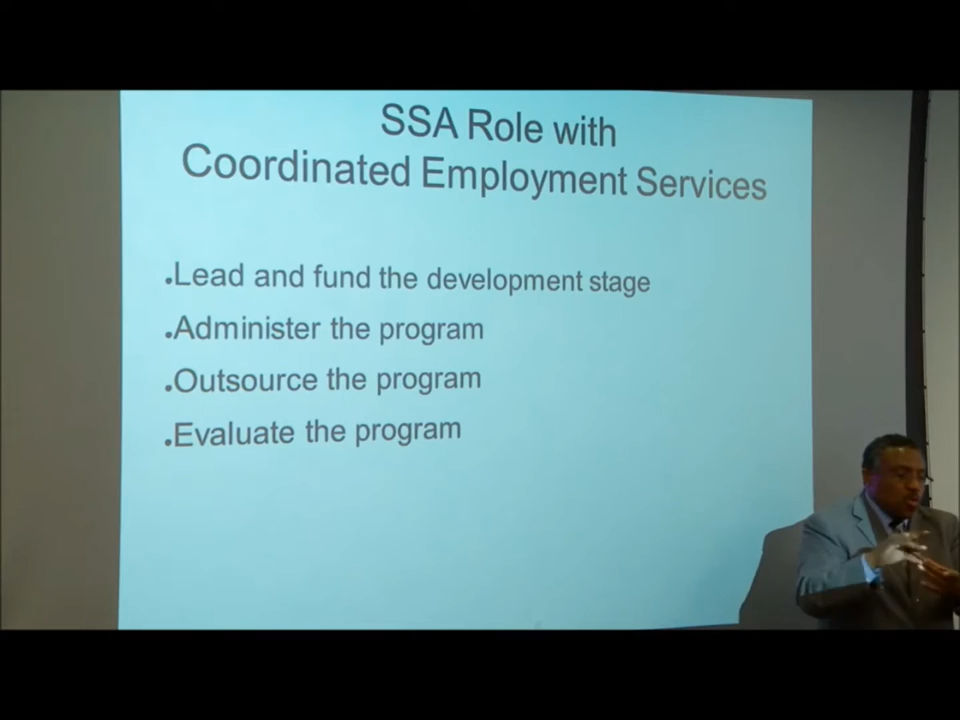 SSA Role with
Coordinated Employment Services
•Lead and fund the development stage
•Administer the program
•Outsource the program
•Evaluate the program